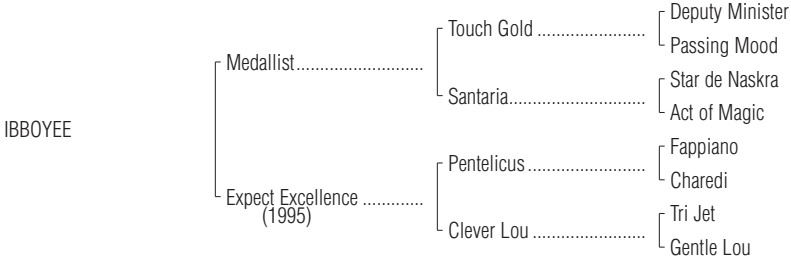 Deputy Minister
Touch Gold .......................
Passing Mood
Medallist...........................
Star de Naskra
Santaria.............................
Act of Magic
IBBOYEE
Fappiano
Pentelicus .........................
Charedi
Expect Excellence .............
(1995)
Tri Jet
Clever Lou ........................
Gentle Lou